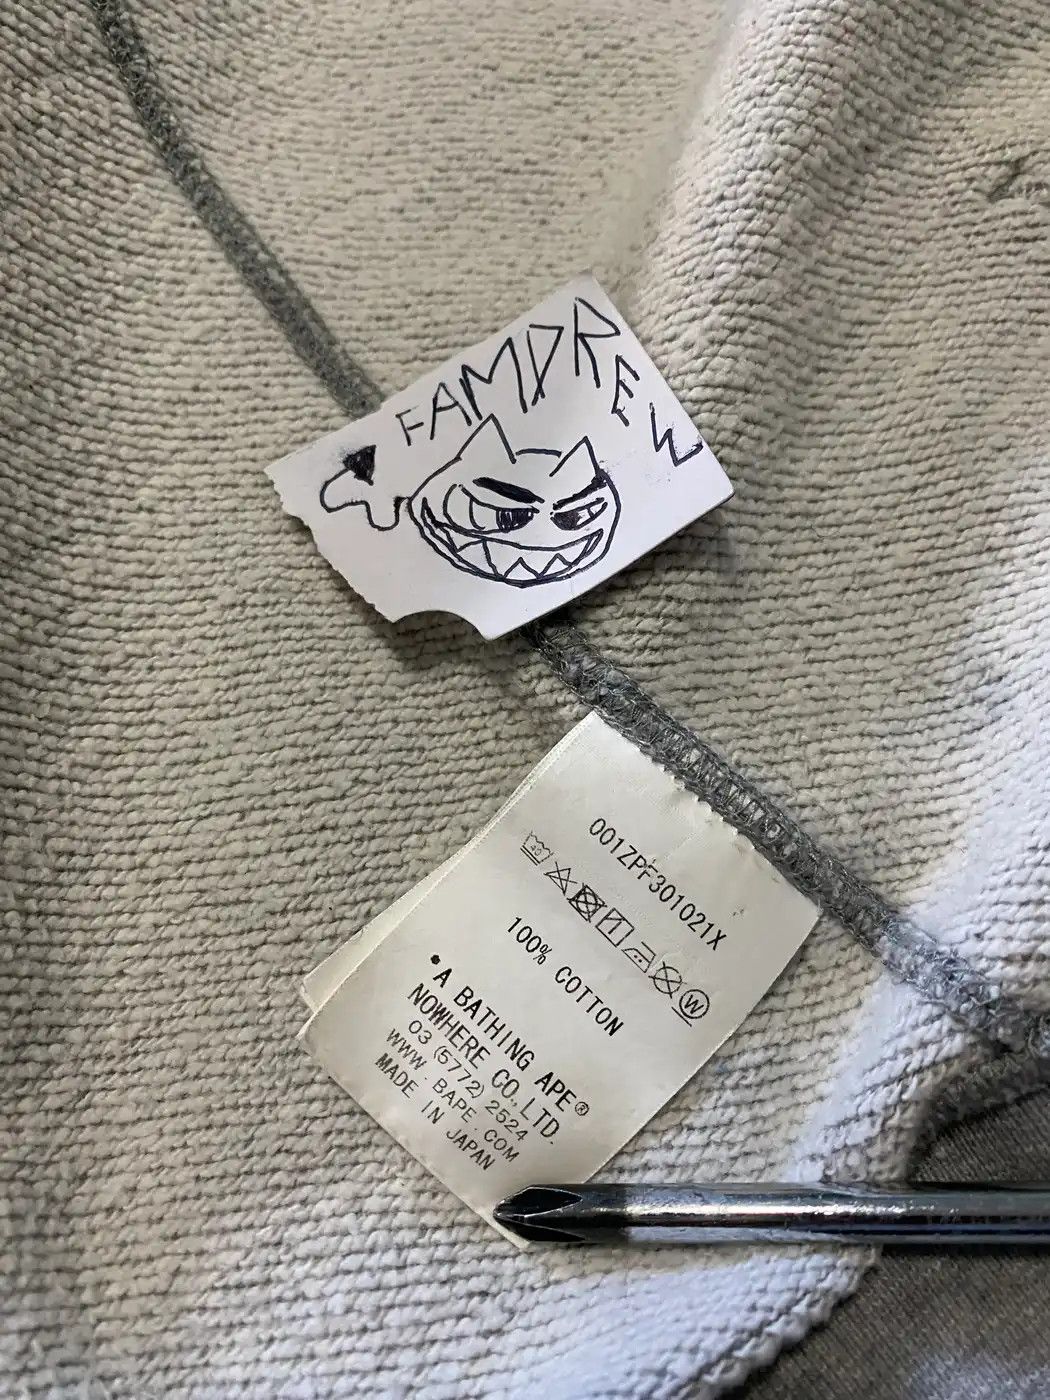 FAMDREW
001ZPF301021X
100% COTTON
•A BATHING APE®
NOWHERE CO.,LTD.
03(5772)2524
WWW.BAPE.COM
MADE IN JAPAN